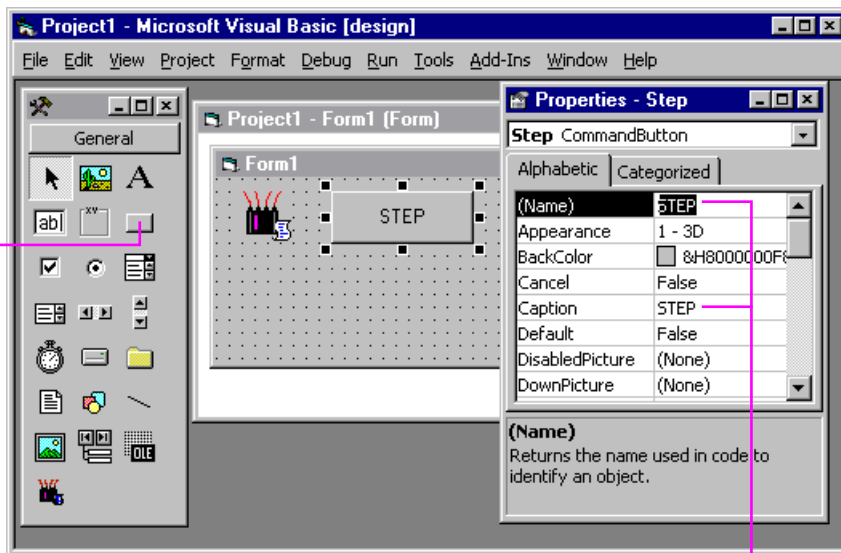 Project1 - Microsoft Visual Basic [design]
File Edit View Project Format Debug Run Tools Add-Ins Window Help
General
A
ab
XV
OLE
Project1 - Form1 (Form)
Form1
STEP
Properties - Step
Step CommandButton
Alphabetic Categorized
(Name) STEP
Appearance 1 - 3D
BackColor &H8000000F&
Cancel False
Caption STEP
Default False
DisabledPicture (None)
DownPicture (None)
(Name)
Returns the name used in code to
identify an object.